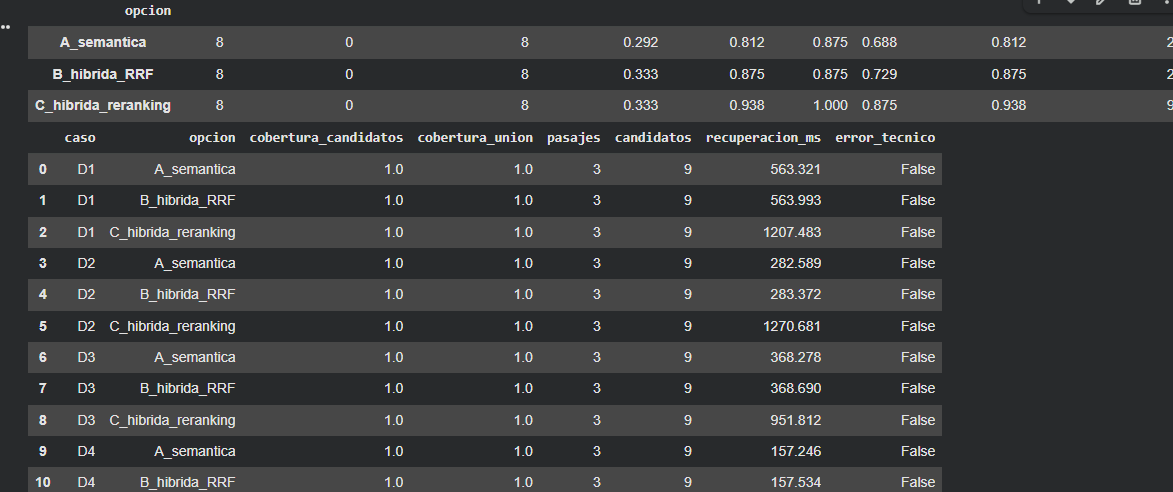 opcion
A_semantica 8 0 8 0.292 0.812 0.875 0.688 0.812
B_hibrida_RRF 8 0 8 0.333 0.875 0.875 0.729 0.875
C_hibrida_reranking 8 0 8 0.333 0.938 1.000 0.875 0.938
caso opcion cobertura_candidatos cobertura_union pasajes candidatos recuperacion_ms error_tecnico
0 D1 A_semantica 1.0 1.0 3 9 563.321 False
1 D1 B_hibrida_RRF 1.0 1.0 3 9 563.993 False
2 D1 C_hibrida_reranking 1.0 1.0 3 9 1207.483 False
3 D2 A_semantica 1.0 1.0 3 9 282.589 False
4 D2 B_hibrida_RRF 1.0 1.0 3 9 283.372 False
5 D2 C_hibrida_reranking 1.0 1.0 3 9 1270.681 False
6 D3 A_semantica 1.0 1.0 3 9 368.278 False
7 D3 B_hibrida_RRF 1.0 1.0 3 9 368.690 False
8 D3 C_hibrida_reranking 1.0 1.0 3 9 951.812 False
9 D4 A_semantica 1.0 1.0 3 9 157.246 False
10 D4 B_hibrida_RRF 1.0 1.0 3 9 157.534 False